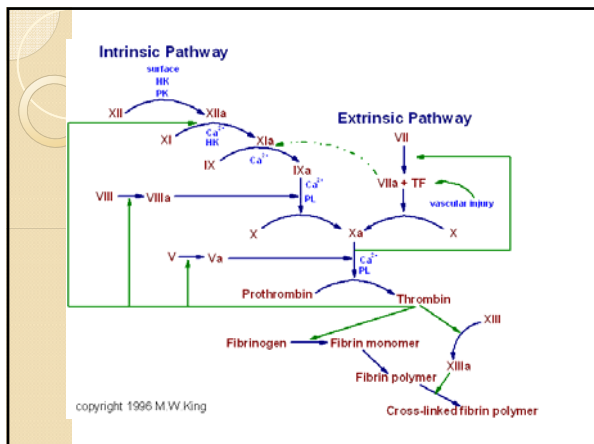 Intrinsic Pathway
surface
HK
PK
XII
XIIa
Extrinsic Pathway
XI
Ca2+
HK
XIa
VII
IX
Ca2+
IXa
VIIa + TF
Ca2+
PL
vascular injury
VIII
VIIIa
X
Xa
X
V
Va
Ca2+
PL
Prothrombin
Thrombin
XIII
Fibrinogen
Fibrin monomer
XIIIa
Fibrin polymer
Cross-linked fibrin polymer
copyright 1996 M.W.King